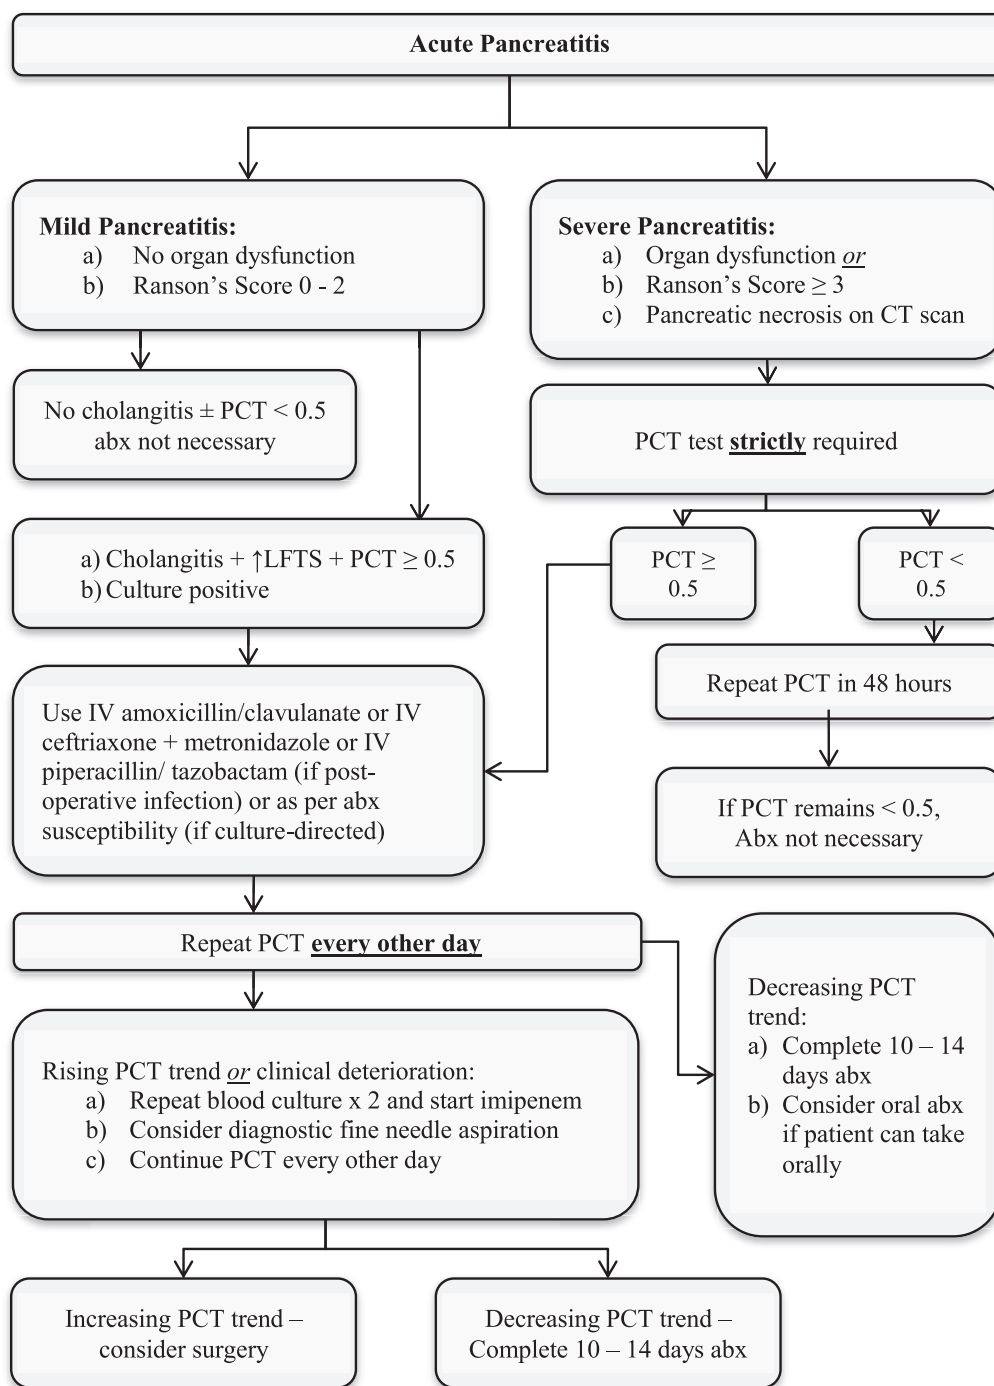 Acute Pancreatitis
Mild Pancreatitis:
a) No organ dysfunction
b) Ranson’s Score 0 - 2
Severe Pancreatitis:
a) Organ dysfunction or
b) Ranson’s Score ≥ 3
c) Pancreatic necrosis on CT scan
No cholangitis ± PCT < 0.5
abx not necessary
PCT test strictly required
a) Cholangitis + ↑LFTS + PCT ≥ 0.5
b) Culture positive
PCT ≥
0.5
PCT <
0.5
Repeat PCT in 48 hours
Use IV amoxicillin/clavulanate or IV
ceftriaxone + metronidazole or IV
piperacillin/ tazobactam (if post-
operative infection) or as per abx
susceptibility (if culture-directed)
If PCT remains < 0.5,
Abx not necessary
Repeat PCT every other day
Decreasing PCT
trend:
a) Complete 10 – 14
days abx
b) Consider oral abx
if patient can take
orally
Rising PCT trend or clinical deterioration:
a) Repeat blood culture x 2 and start imipenem
b) Consider diagnostic fine needle aspiration
c) Continue PCT every other day
Increasing PCT trend –
consider surgery
Decreasing PCT trend –
Complete 10 – 14 days abx